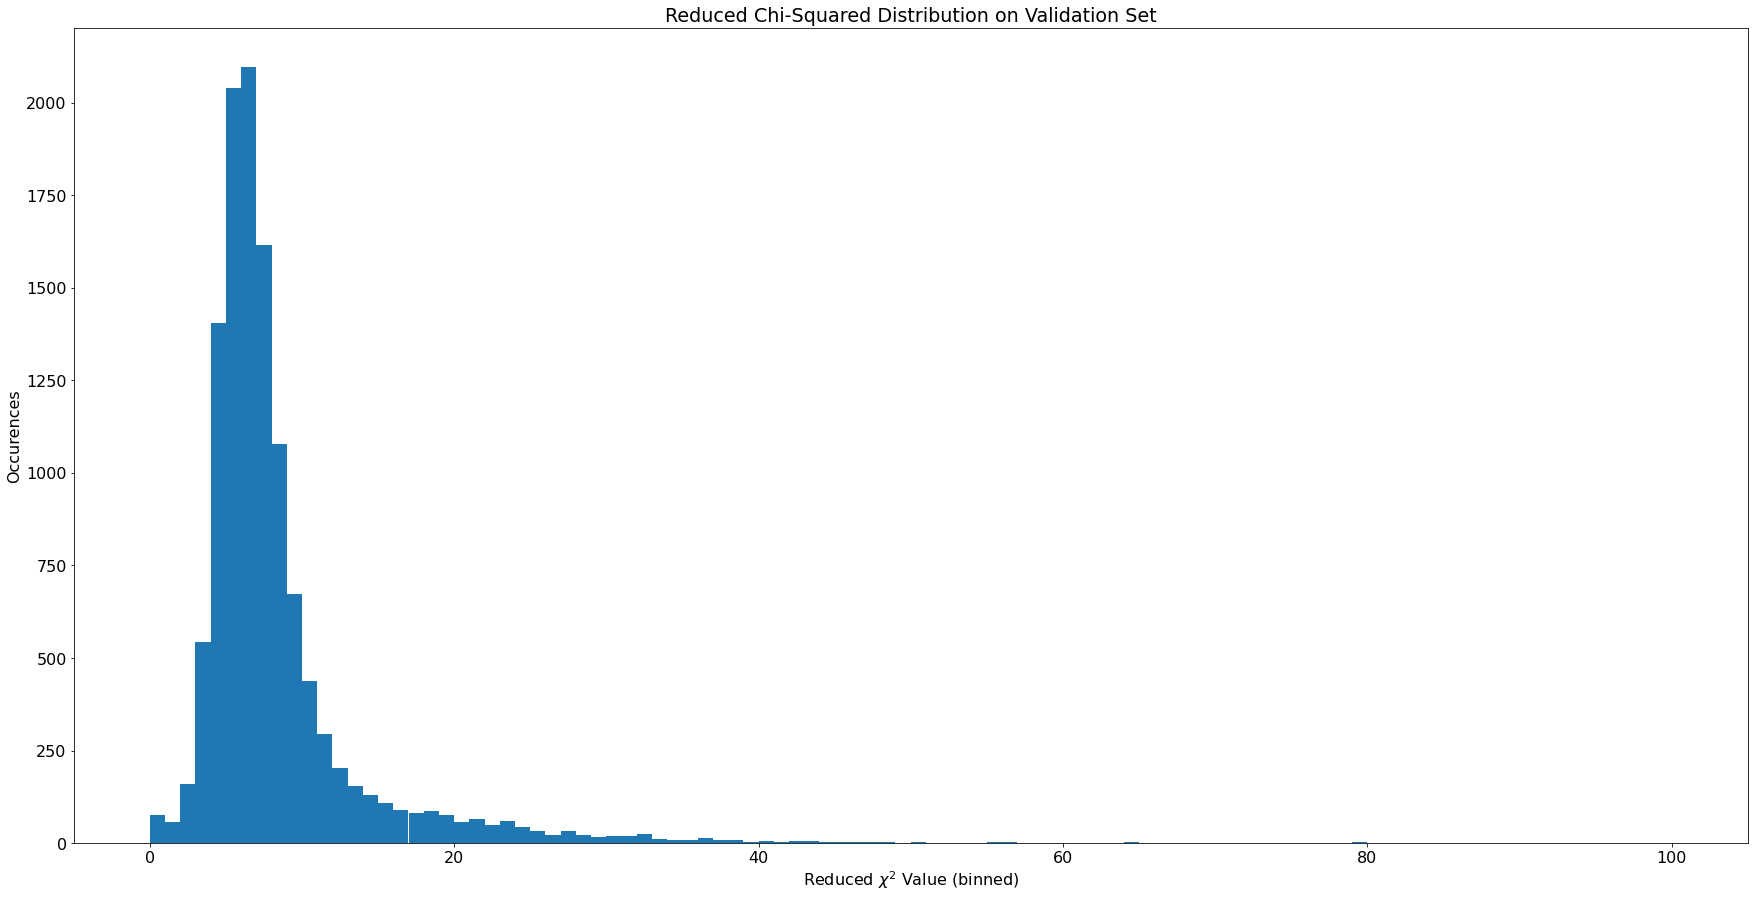 Reduced Chi-Squared Distribution on Validation Set
2000
1750
1500
1250
1000
750
500
250
0
Occurences
0 20 40 60 80 100
Reduced χ² Value (binned)